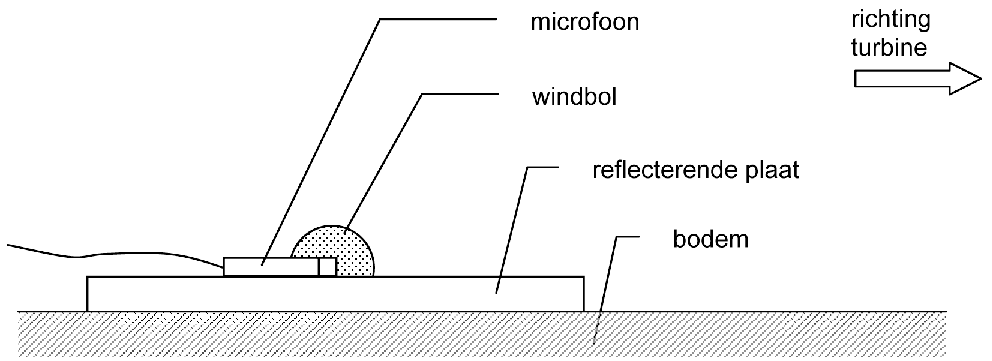 microfoon
richting
turbine
windbol
reflecterende plaat
bodem